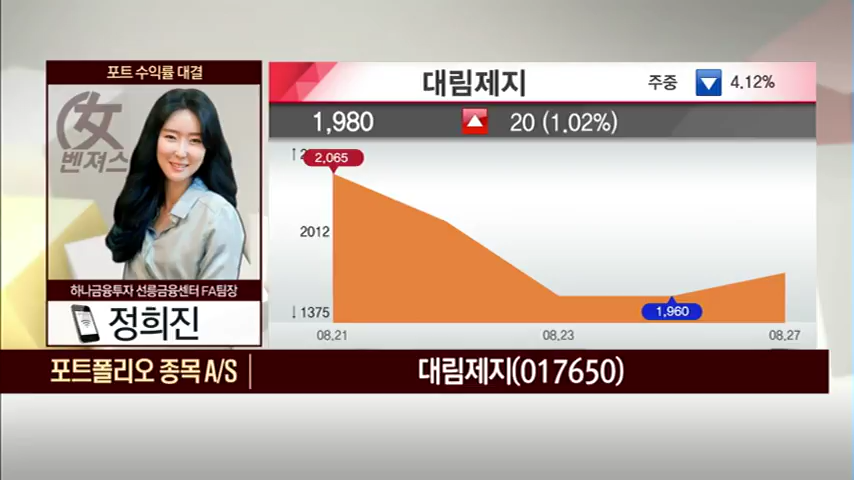 포트 수익률 대결
女
벤져스
하나금융투자 선릉금융센터 FA팀장
정희진
대림제지
주중 ▼ 4.12%
1,980 ▲ 20 (1.02%)
2,065
2012
↓1375
1,960
08.21 08.23 08.27
포트폴리오 종목 A/S
대림제지(017650)